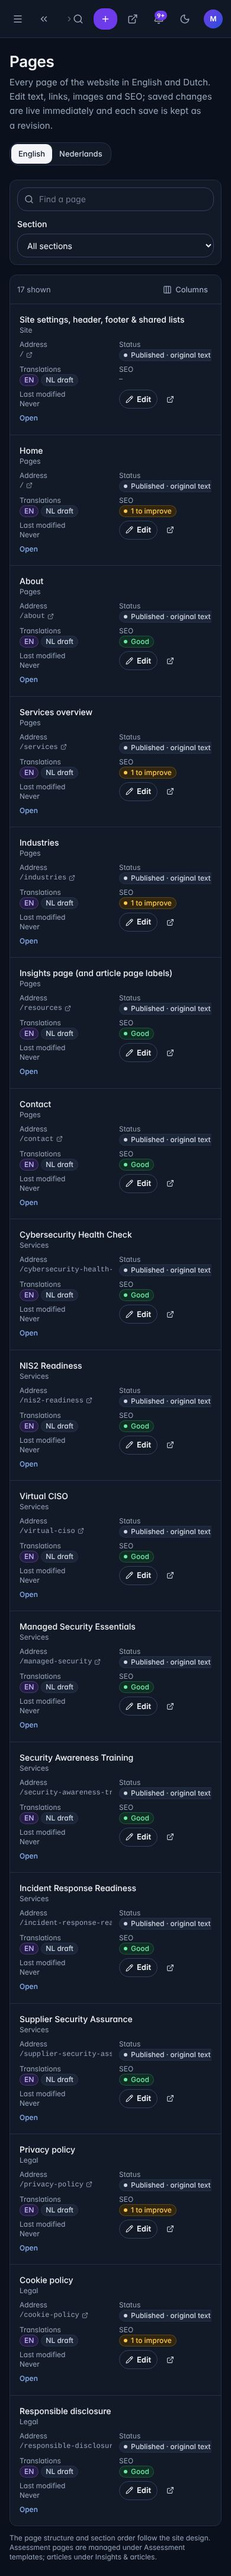 9+
M
Pages
Every page of the website in English and Dutch.
Edit text, links, images and SEO; saved changes
are live immediately and each save is kept as
a revision.
English Nederlands
Find a page
Section
All sections
17 shown Columns
Site settings, header, footer & shared lists
Site
Address Status
/ Published · original text
Translations SEO
EN NL draft –
Last modified Edit
Never
Open
Home
Pages
Address Status
/ Published · original text
Translations SEO
EN NL draft 1 to improve
Last modified Edit
Never
Open
About
Pages
Address Status
/about Published · original text
Translations SEO
EN NL draft Good
Last modified Edit
Never
Open
Services overview
Pages
Address Status
/services Published · original text
Translations SEO
EN NL draft 1 to improve
Last modified Edit
Never
Open
Industries
Pages
Address Status
/industries Published · original text
Translations SEO
EN NL draft 1 to improve
Last modified Edit
Never
Open
Insights page (and article page labels)
Pages
Address Status
/resources Published · original text
Translations SEO
EN NL draft Good
Last modified Edit
Never
Open
Contact
Pages
Address Status
/contact Published · original text
Translations SEO
EN NL draft Good
Last modified Edit
Never
Open
Cybersecurity Health Check
Services
Address Status
/cybersecurity-health- Published · original text
Translations SEO
EN NL draft Good
Last modified Edit
Never
Open
NIS2 Readiness
Services
Address Status
/nis2-readiness Published · original text
Translations SEO
EN NL draft Good
Last modified Edit
Never
Open
Virtual CISO
Services
Address Status
/virtual-ciso Published · original text
Translations SEO
EN NL draft Good
Last modified Edit
Never
Open
Managed Security Essentials
Services
Address Status
/managed-security Published · original text
Translations SEO
EN NL draft Good
Last modified Edit
Never
Open
Security Awareness Training
Services
Address Status
/security-awareness-tr Published · original text
Translations SEO
EN NL draft Good
Last modified Edit
Never
Open
Incident Response Readiness
Services
Address Status
/incident-response-rea Published · original text
Translations SEO
EN NL draft Good
Last modified Edit
Never
Open
Supplier Security Assurance
Services
Address Status
/supplier-security-ass Published · original text
Translations SEO
EN NL draft Good
Last modified Edit
Never
Open
Privacy policy
Legal
Address Status
/privacy-policy Published · original text
Translations SEO
EN NL draft 1 to improve
Last modified Edit
Never
Open
Cookie policy
Legal
Address Status
/cookie-policy Published · original text
Translations SEO
EN NL draft 1 to improve
Last modified Edit
Never
Open
Responsible disclosure
Legal
Address Status
/responsible-disclosur Published · original text
Translations SEO
EN NL draft Good
Last modified Edit
Never
Open
The page structure and section order follow the site design.
Assessment pages are managed under Assessment
templates; articles under Insights & articles.